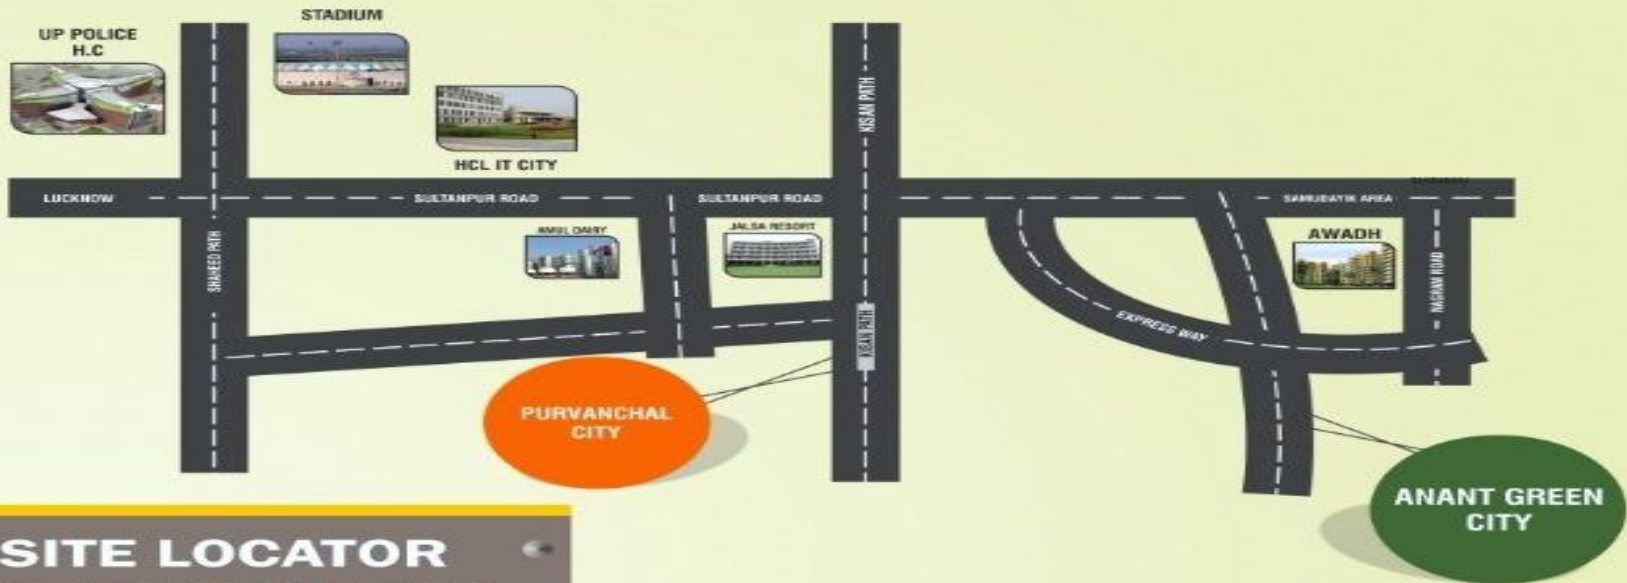 STADIUM
UP POLICE
H.C
KISAN PATH
HCL IT CITY
LUCKNOW
SULTANPUR ROAD
SULTANPUR ROAD
SAMUDAYIK AREA
SHAHEED PATH
AMUL DAIRY
JALSA RESORT
AWADH
NAGRAM ROAD
KISAN PATH
EXPRESS WAY
PURVANCHAL
CITY
ANANT GREEN
CITY
SITE LOCATOR